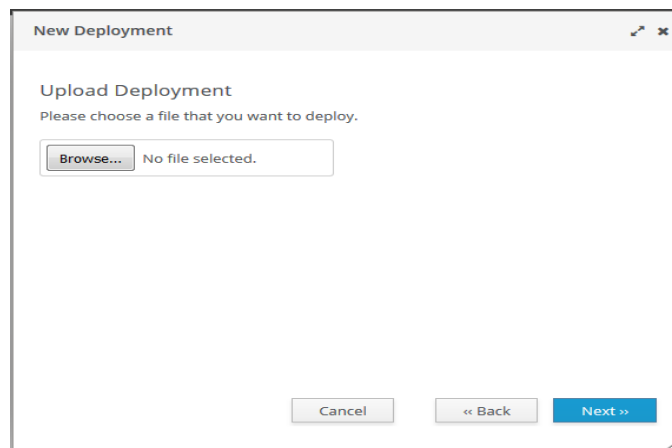 New Deployment
Upload Deployment
Please choose a file that you want to deploy.
Browse... No file selected.
Cancel ‹‹ Back Next ››